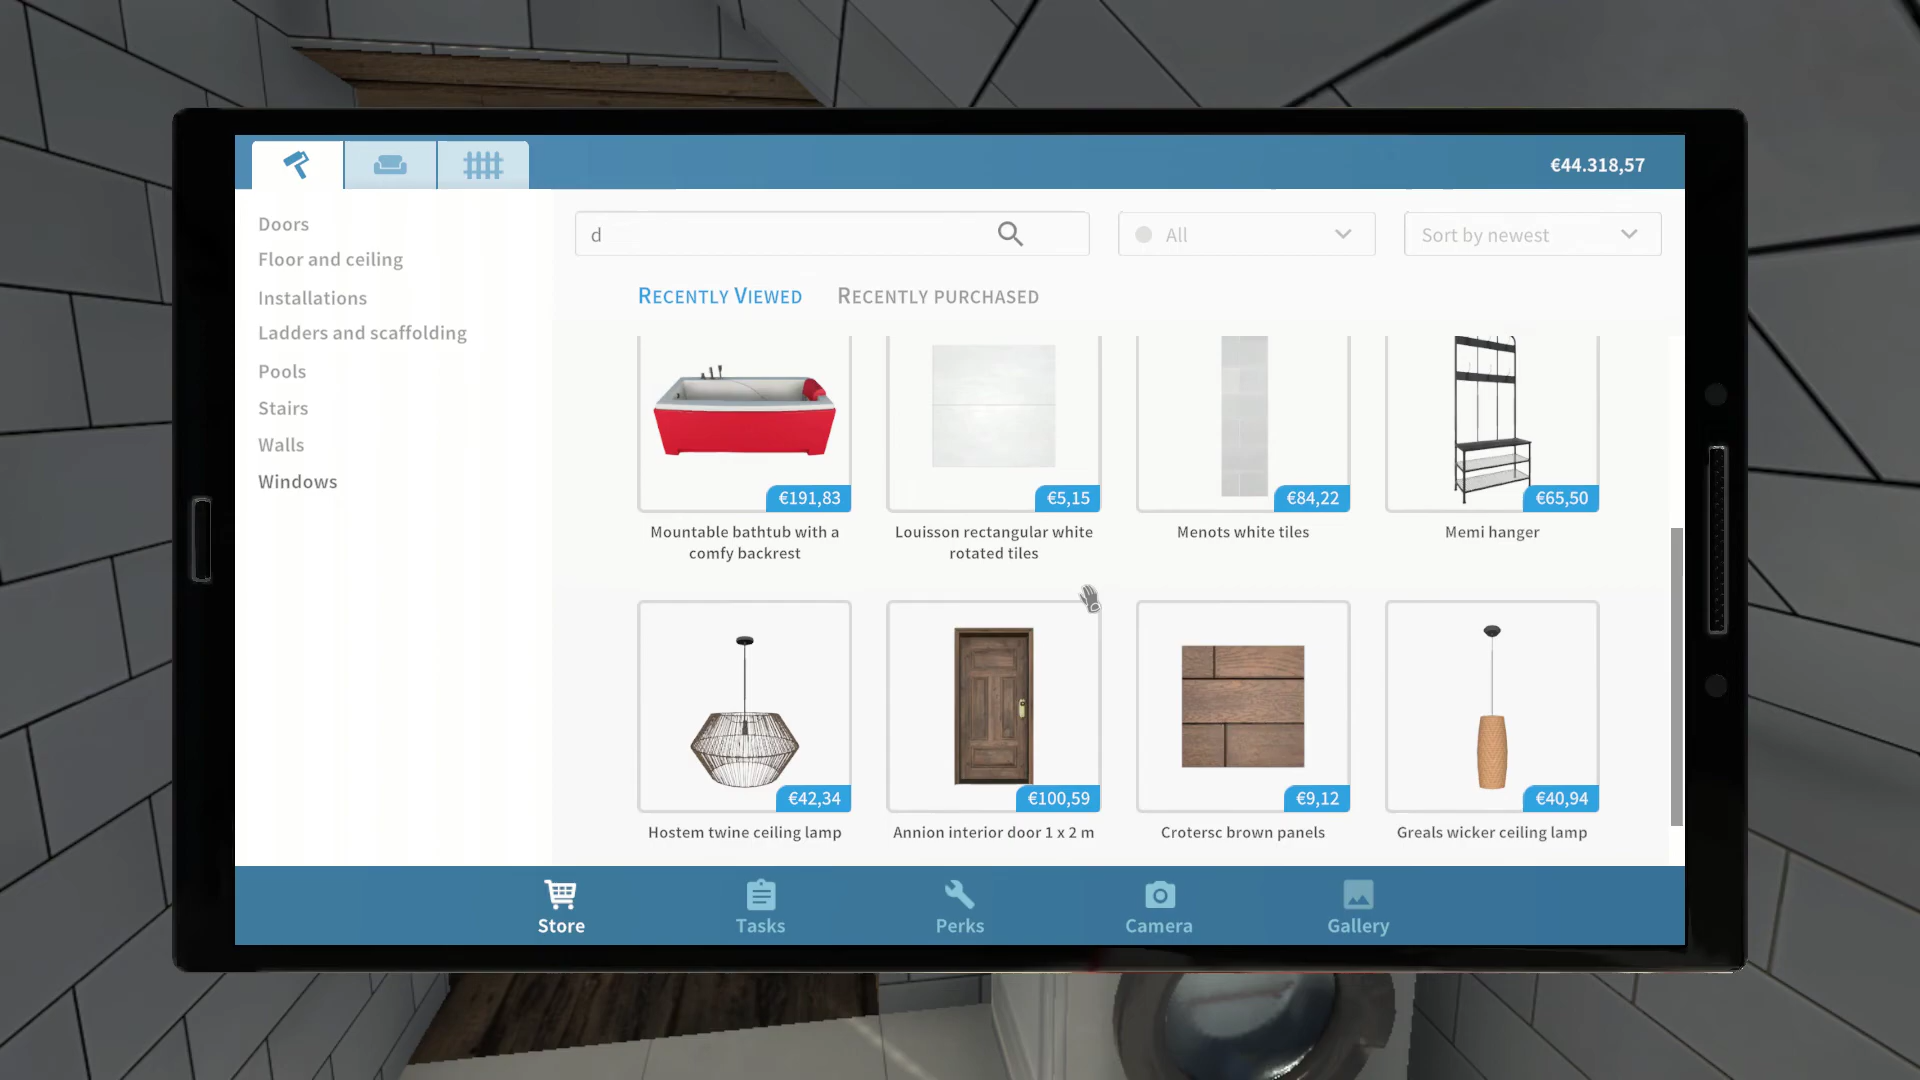 €44.318,57
Doors
Floor and ceiling
Installations
Ladders and scaffolding
Pools
Stairs
Walls
Windows
d
All
Sort by newest
RECENTLY VIEWED
RECENTLY PURCHASED
€191,83
€5,15
€84,22
€65,50
Mountable bathtub with a
comfy backrest
Louisson rectangular white
rotated tiles
Menots white tiles
Memi hanger
€42,34
€100,59
€9,12
€40,94
Hostem twine ceiling lamp
Annion interior door 1 x 2 m
Crotersc brown panels
Greals wicker ceiling lamp
Store
Tasks
Perks
Camera
Gallery